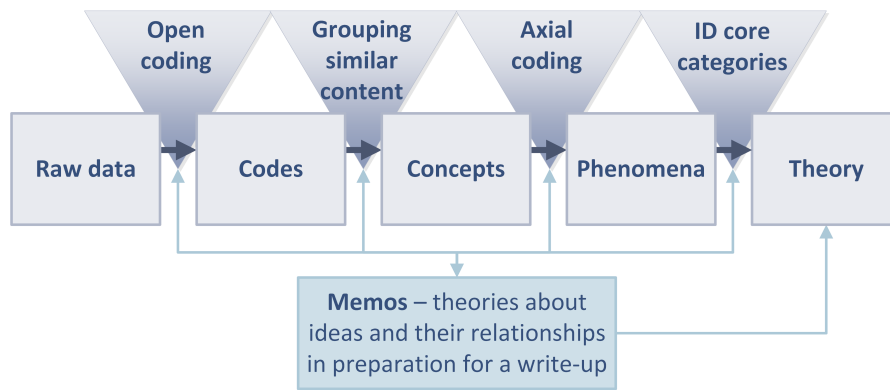 Open
coding
Grouping
similar
content
Axial
coding
ID core
categories
Raw data
Codes
Concepts
Phenomena
Theory
Memos – theories about
ideas and their relationships
in preparation for a write-up